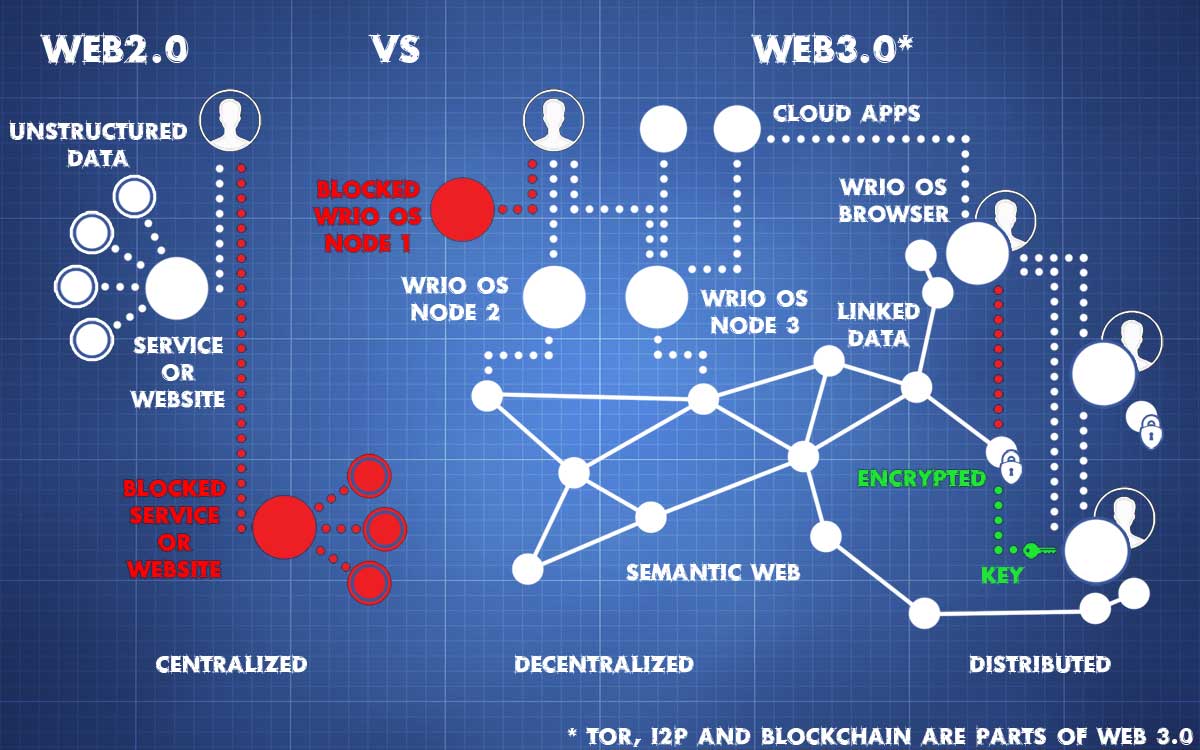 WEB2.0
VS
WEB3.0*
UNSTRUCTURED
DATA
SERVICE
OR
WEBSITE
BLOCKED
SERVICE
OR
WEBSITE
BLOCKED
WRIO OS
NODE 1
WRIO OS
NODE 2
WRIO OS
NODE 3
CLOUD APPS
WRIO OS
BROWSER
LINKED
DATA
ENCRYPTED
KEY
SEMANTIC WEB
CENTRALIZED
DECENTRALIZED
DISTRIBUTED
* TOR, I2P AND BLOCKCHAIN ARE PARTS OF WEB 3.0